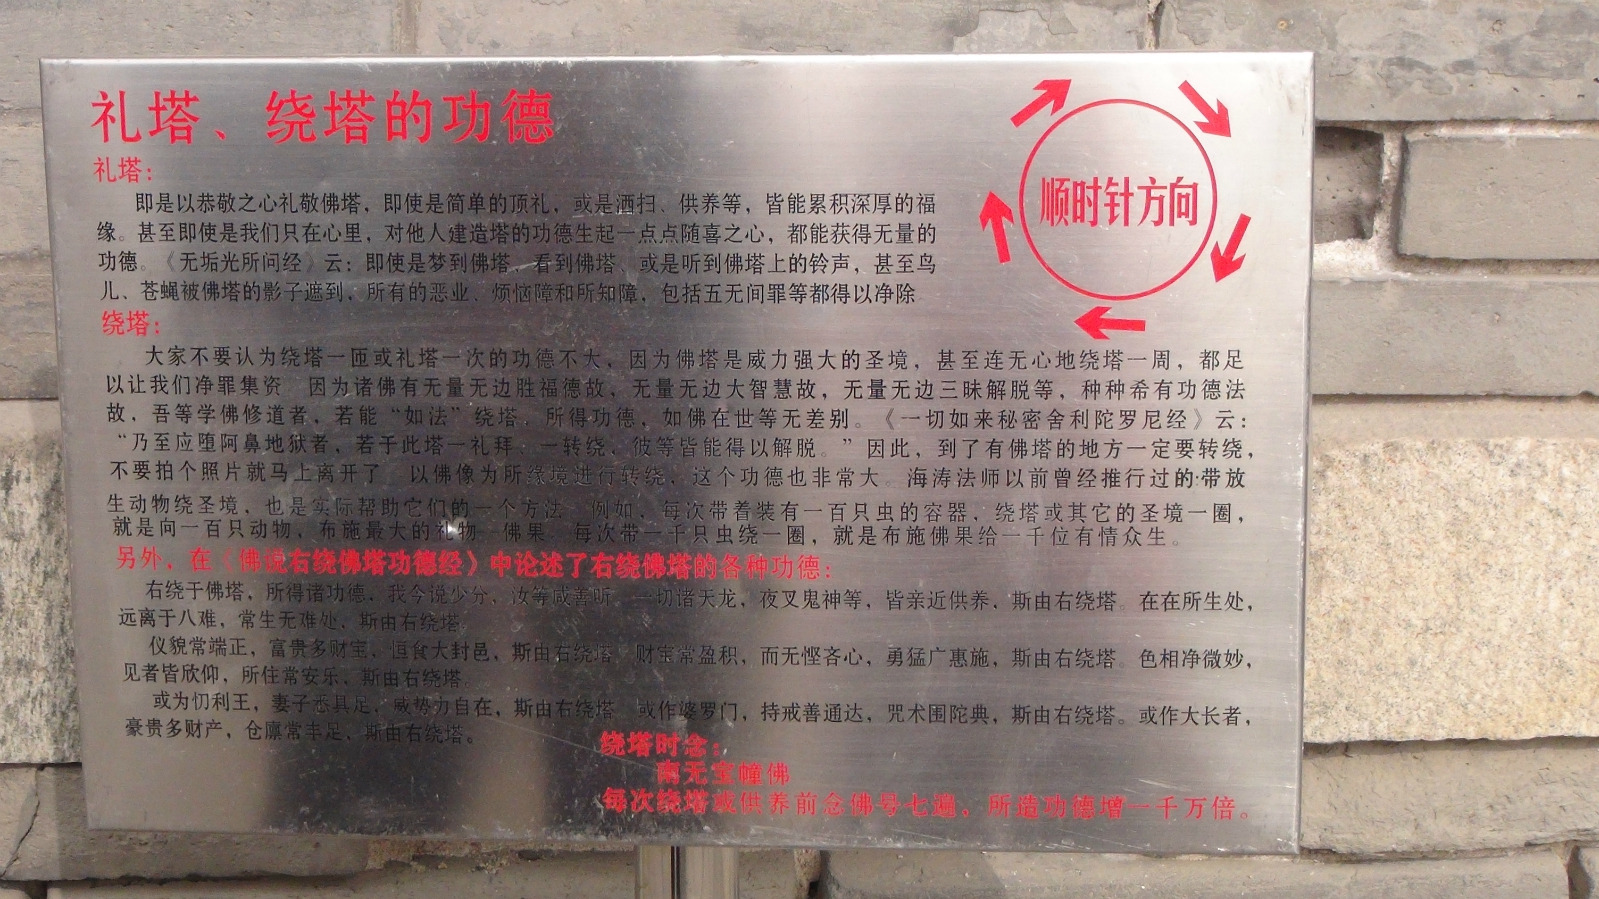 礼塔、绕塔的功德
礼塔：
顺时针方向
即是以恭敬之心礼敬佛塔，即使是简单的顶礼，或是洒扫、供养等，皆能累积深厚的福
缘。甚至即使是我们只在心里，对他人建造塔的功德生起一点点随喜之心，都能获得无量的
功德。《无垢光所问经》云：即使是梦到佛塔、看到佛塔、或是听到佛塔上的铃声，甚至鸟
儿、苍蝇被佛塔的影子遮到，所有的恶业、烦恼障和所知障，包括五无间罪等都得以净除
绕塔：
大家不要认为绕塔一匝或礼塔一次的功德不大，因为佛塔是威力强大的圣境，甚至连无心地绕塔一周，都足
以让我们净罪集资 因为诸佛有无量无边胜福德故，无量无边大智慧故，无量无边三昧解脱等，种种希有功德法
故，吾等学佛修道者，若能“如法”绕塔，所得功德，如佛在世等无差别。《一切如来秘密舍利陀罗尼经》云：
“乃至应堕阿鼻地狱者，若于此塔一礼拜，一转绕，彼等皆能得以解脱。”因此，到了有佛塔的地方一定要转绕，
不要拍个照片就马上离开了 以佛像为所缘境进行转绕，这个功德也非常大。海涛法师以前曾经推行过的·带放
生动物绕圣境，也是实际帮助它们的一个方法 例如，每次带着装有一百只虫的容器，绕塔或其它的圣境一圈，
就是向一百只动物，布施最大的礼物 佛果 每次带一千只虫绕一圈，就是布施佛果给一千位有情众生。
另外，在《佛说右绕佛塔功德经》中论述了右绕佛塔的各种功德：
右绕于佛塔，所得诸功德，我今说少分，汝等咸善听 一切诸天龙，夜叉鬼神等，皆亲近供养，斯由右绕塔。在在所生处，
远离于八难，常生无难处，斯由右绕塔。
仪貌常端正，富贵多财宝，恒食大封邑，斯由右绕塔 财宝常盈积，而无悭吝心，勇猛广惠施，斯由右绕塔。色相净微妙，
见者皆欣仰，所住常安乐，斯由右绕塔。
或为忉利王，妻子悉具足，威势力自在，斯由右绕塔 或作婆罗门，持戒善通达，咒术围陀典，斯由右绕塔。或作大长者，
豪贵多财产，仓廪常丰足，斯由右绕塔。
绕塔时念：
南无宝幢佛
每次绕塔或供养前念佛号七遍，所造功德增一千万倍。